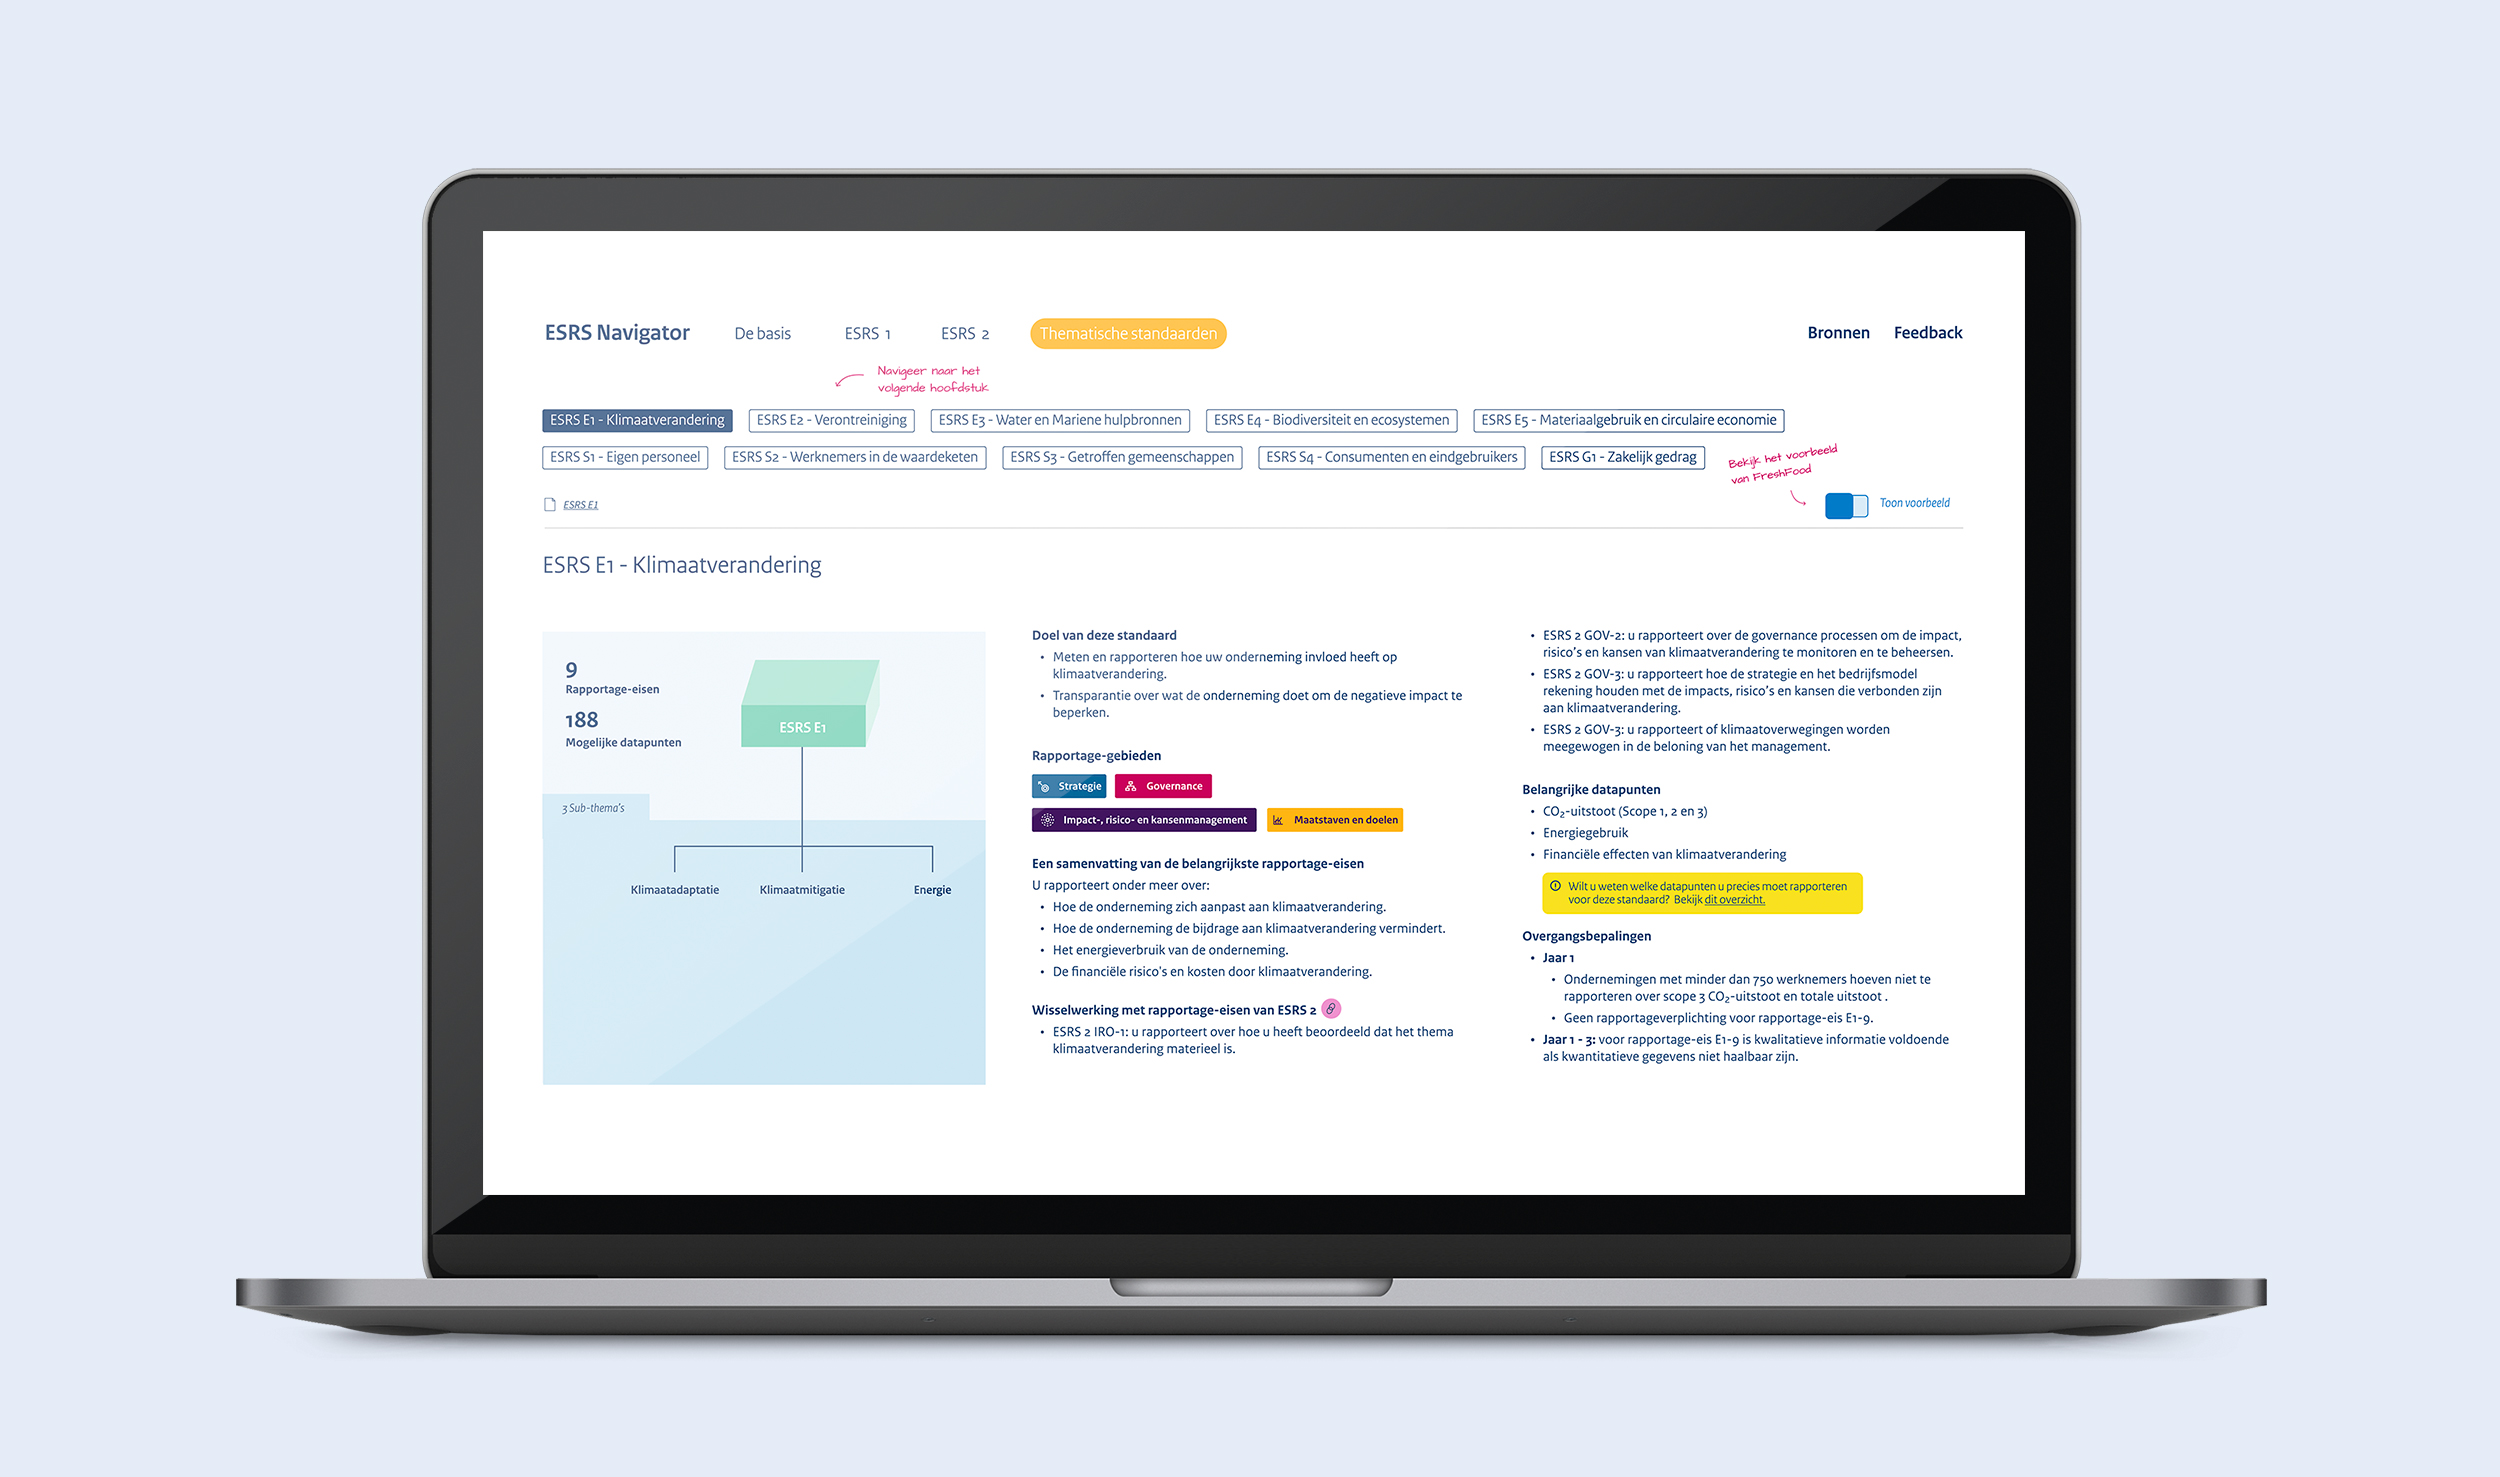 ESRS Navigator De basis ESRS 1 ESRS 2 Thematische standaarden Bronnen Feedback
Navigeer naar het
volgende hoofdstuk
ESRS E1 - Klimaatverandering ESRS E2 - Verontreiniging ESRS E3 - Water en Mariene hulpbronnen ESRS E4 - Biodiversiteit en ecosystemen ESRS E5 - Materiaalgebruik en circulaire economie
ESRS S1 - Eigen personeel ESRS S2 - Werknemers in de waardeketen ESRS S3 - Getroffen gemeenschappen ESRS S4 - Consumenten en eindgebruikers ESRS G1 - Zakelijk gedrag
Bekijk het voorbeeld
van FreshFood
ESRS E1
Toon voorbeeld
ESRS E1 - Klimaatverandering
9
Rapportage-eisen
188
Mogelijke datapunten
ESRS E1
3 Sub-thema's
Klimaatadaptatie Klimaatmitigatie Energie
Doel van deze standaard
• Meten en rapporteren hoe uw onderneming invloed heeft op
klimaatverandering.
• Transparantie over wat de onderneming doet om de negatieve impact te
beperken.
Rapportage-gebieden
Strategie Governance
Impact-, risico- en kansenmanagement Maatstaven en doelen
Een samenvatting van de belangrijkste rapportage-eisen
U rapporteert onder meer over:
• Hoe de onderneming zich aanpast aan klimaatverandering.
• Hoe de onderneming de bijdrage aan klimaatverandering vermindert.
• Het energieverbruik van de onderneming.
• De financiële risico's en kosten door klimaatverandering.
Wisselwerking met rapportage-eisen van ESRS 2
• ESRS 2 IRO-1: u rapporteert over hoe u heeft beoordeeld dat het thema
klimaatverandering materieel is.
• ESRS 2 GOV-2: u rapporteert over de governance processen om de impact,
risico's en kansen van klimaatverandering te monitoren en te beheersen.
• ESRS 2 GOV-3: u rapporteert hoe de strategie en het bedrijfsmodel
rekening houden met de impacts, risico's en kansen die verbonden zijn
aan klimaatverandering.
• ESRS 2 GOV-3: u rapporteert of klimaatoverwegingen worden
meegewogen in de beloning van het management.
Belangrijke datapunten
• CO₂-uitstoot (Scope 1, 2 en 3)
• Energiegebruik
• Financiële effecten van klimaatverandering
Wilt u weten welke datapunten u precies moet rapporteren
voor deze standaard? Bekijk dit overzicht.
Overgangsbepalingen
• Jaar 1
• Ondernemingen met minder dan 750 werknemers hoeven niet te
rapporteren over scope 3 CO₂-uitstoot en totale uitstoot .
• Geen rapportageverplichting voor rapportage-eis E1-9.
• Jaar 1 - 3: voor rapportage-eis E1-9 is kwalitatieve informatie voldoende
als kwantitatieve gegevens niet haalbaar zijn.